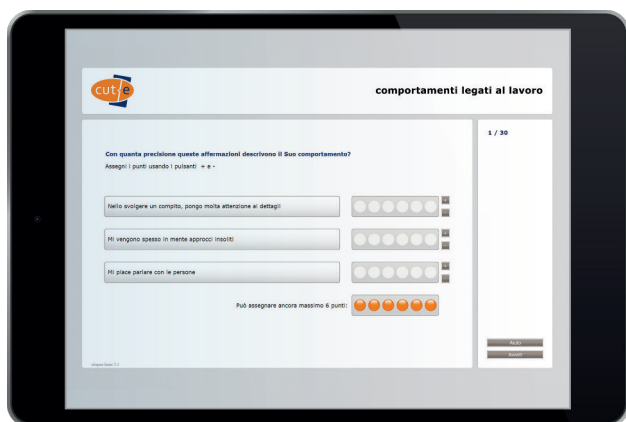 cut-e
comportamenti legati al lavoro
1 / 30
Con quanta precisione queste affermazioni descrivono il Suo comportamento?
Assegni i punti usando i pulsanti + e -
Nello svolgere un compito, pongo molta attenzione ai dettagli
Mi vengono spesso in mente approcci insoliti
Mi piace parlare con le persone
Può assegnare ancora massimo 6 punti:
Aiuto
Avanti